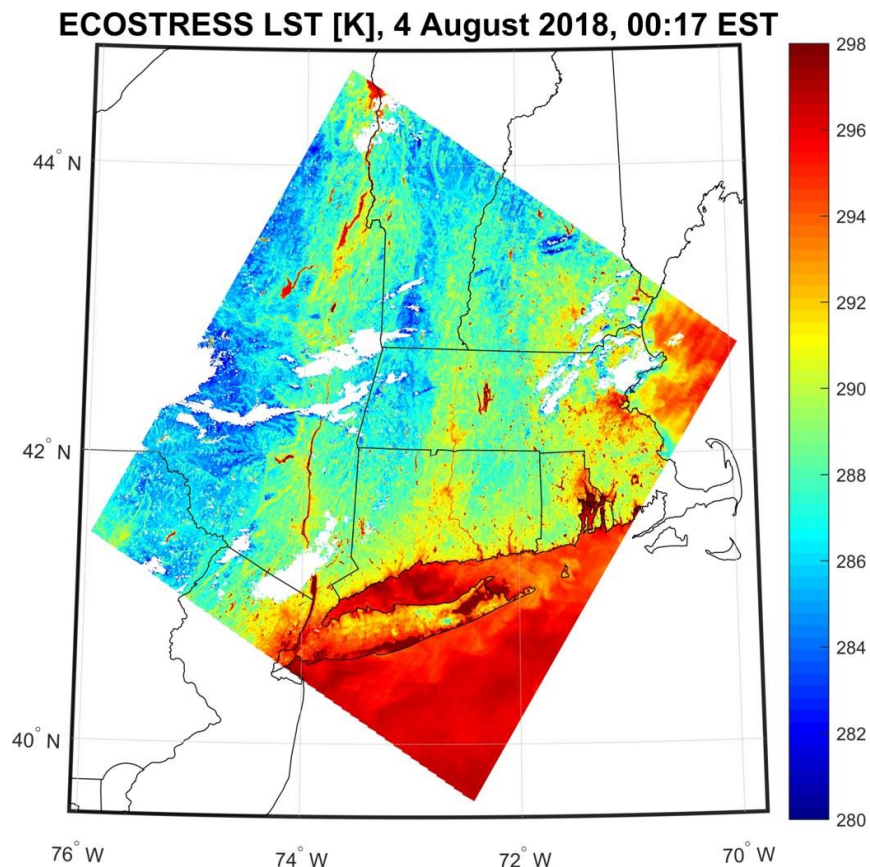 ECOSTRESS LST [K], 4 August 2018, 00:17 EST
298
296
294
292
290
288
286
284
282
280
44° N
42° N
40° N
76° W
74° W
72° W
70° W